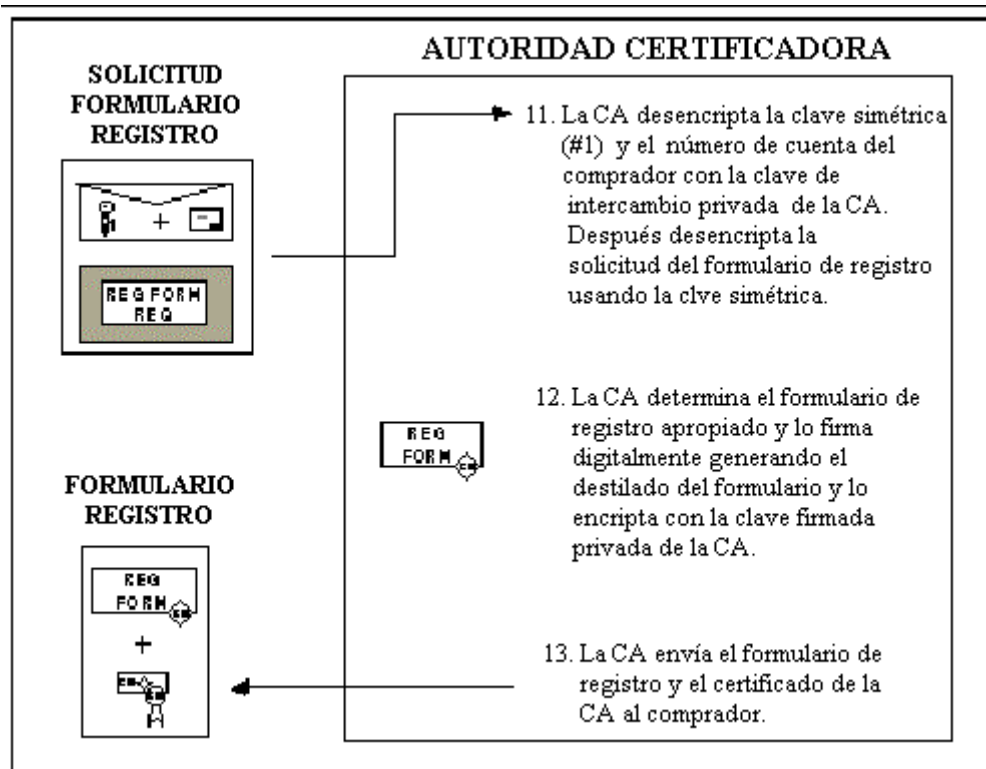 AUTORIDAD CERTIFICADORA
SOLICITUD
FORMULARIO
REGISTRO
REG FORM
REQ
11. La CA desencripta la clave simétrica
(#1) y el número de cuenta del
comprador con la clave de
intercambio privada de la CA.
Después desencripta la
solicitud del formulario de registro
usando la clve simétrica.
12. La CA determina el formulario de
registro apropiado y lo firma
digitalmente generando el
destilado del formulario y lo
encripta con la clave firmada
privada de la CA.
REG
FORM
FORMULARIO
REGISTRO
REG
FORM
+
13. La CA envía el formulario de
registro y el certificado de la
CA al comprador.